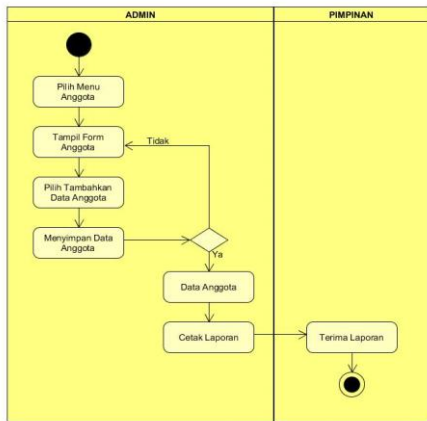 ADMIN
PIMPINAN
Pilih Menu
Anggota
Tampil Form
Anggota
Tidak
Pilih Tambahkan
Data Anggota
Menyimpan Data
Anggota
Ya
Data Anggota
Cetak Laporan
Terima Laporan